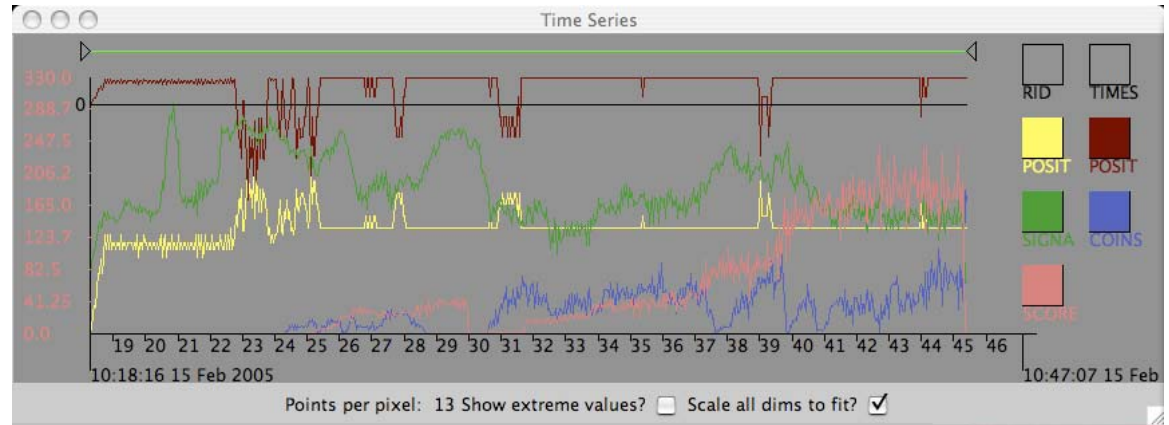 Time Series
330.0
288.7
0
247.5
206.2
165.0
123.7
82.5
41.25
0.0
RID TIMES
POSIT POSIT
SIGNA COINS
SCORE
19 20 21 22 23 24 25 26 27 28 29 30 31 32 33 34 35 36 37 38 39 40 41 42 43 44 45 46
10:18:16 15 Feb 2005 10:47:07 15 Feb
Points per pixel: 13 Show extreme values? Scale all dims to fit?